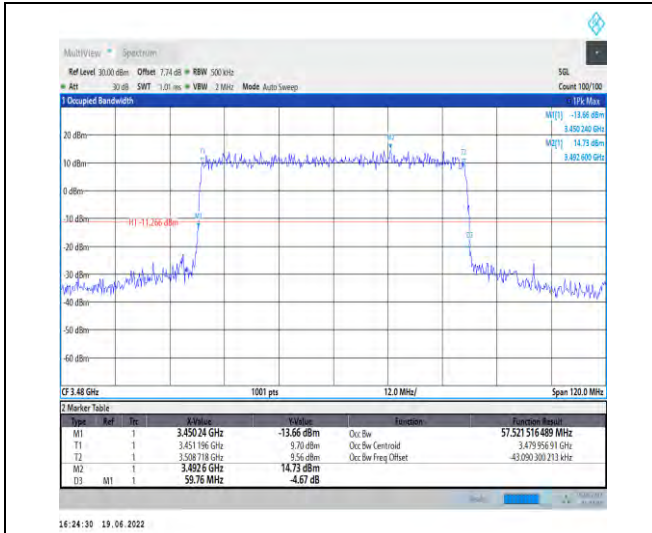 MultiView Spectrum
Ref Level 30.00 dBm Offset 7.74 dB RBW 500 kHz SGL
Att 30 dB SWT 1.01 ms VBW 2 MHz Mode Auto Sweep Count 100/100
1 Occupied Bandwidth 1Pk Max
M1[1] -13.66 dBm
3.450 240 GHz
M2[1] 14.73 dBm
3.492 600 GHz
20 dBm
10 dBm
0 dBm
-10 dBm
H1 -11.266 dBm
-30 dBm
-40 dBm
-50 dBm
-60 dBm
T1
M2
T2
M1
D3
CF 3.48 GHz 1001 pts 12.0 MHz/ Span 120.0 MHz
2 Marker Table
Type Ref Trc X-Value Y-Value Function Function Result
M1 1 3.45024 GHz -13.66 dBm Occ Bw 57.521 516 489 MHz
T1 1 3.451 196 GHz 9.70 dBm Occ Bw Centroid 3.479 956 91 GHz
T2 1 3.508 718 GHz 9.56 dBm Occ Bw Freq Offset -43.090 300 213 kHz
M2 1 3.492 6 GHz 14.73 dBm
D3 M1 1 59.76 MHz -4.67 dB
16:24:30 19.06.2022